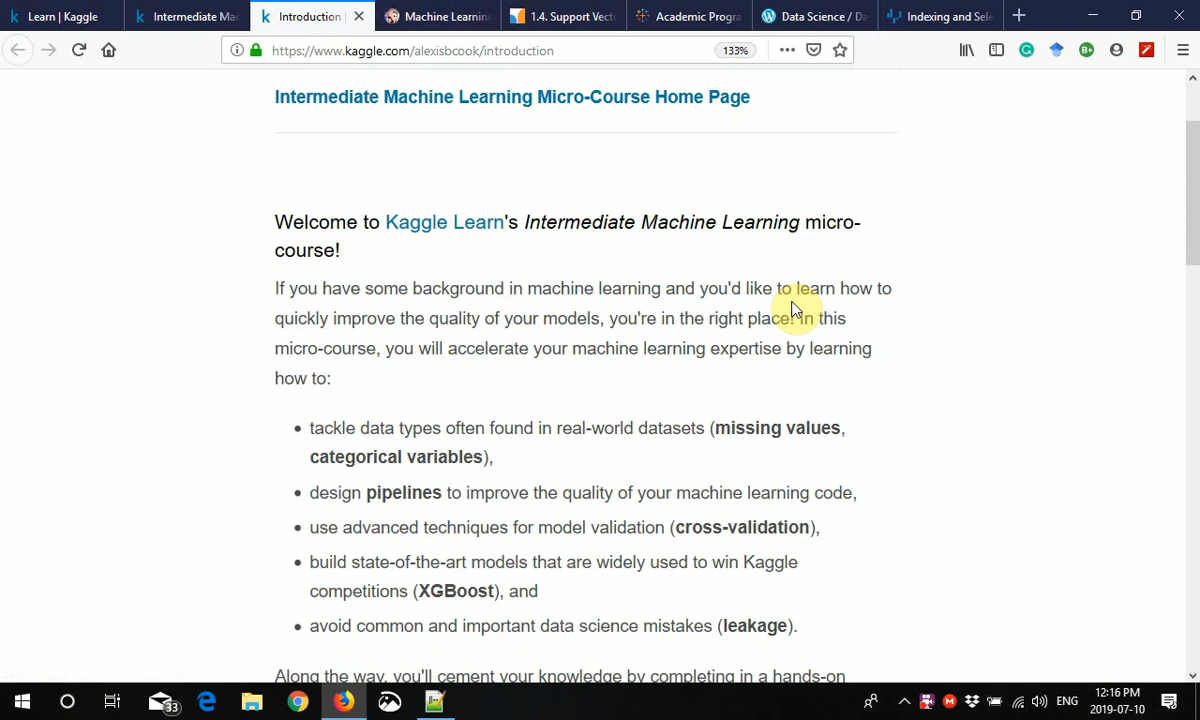 Learn | Kaggle
Intermediate Mac
Introduction |
Machine Learning
1.4. Support Vect
Academic Progra
Data Science / Da
Indexing and Sel
https://www.kaggle.com/alexisbcook/introduction
133%
Intermediate Machine Learning Micro-Course Home Page
Welcome to Kaggle Learn's Intermediate Machine Learning micro-
course!
If you have some background in machine learning and you'd like to learn how to
quickly improve the quality of your models, you're in the right place! In this
micro-course, you will accelerate your machine learning expertise by learning
how to:
• tackle data types often found in real-world datasets (missing values,
categorical variables),
• design pipelines to improve the quality of your machine learning code,
• use advanced techniques for model validation (cross-validation),
• build state-of-the-art models that are widely used to win Kaggle
competitions (XGBoost), and
• avoid common and important data science mistakes (leakage).
Along the way, you'll cement your knowledge by completing in a hands-on
33
ENG
12:16 PM
2019-07-10